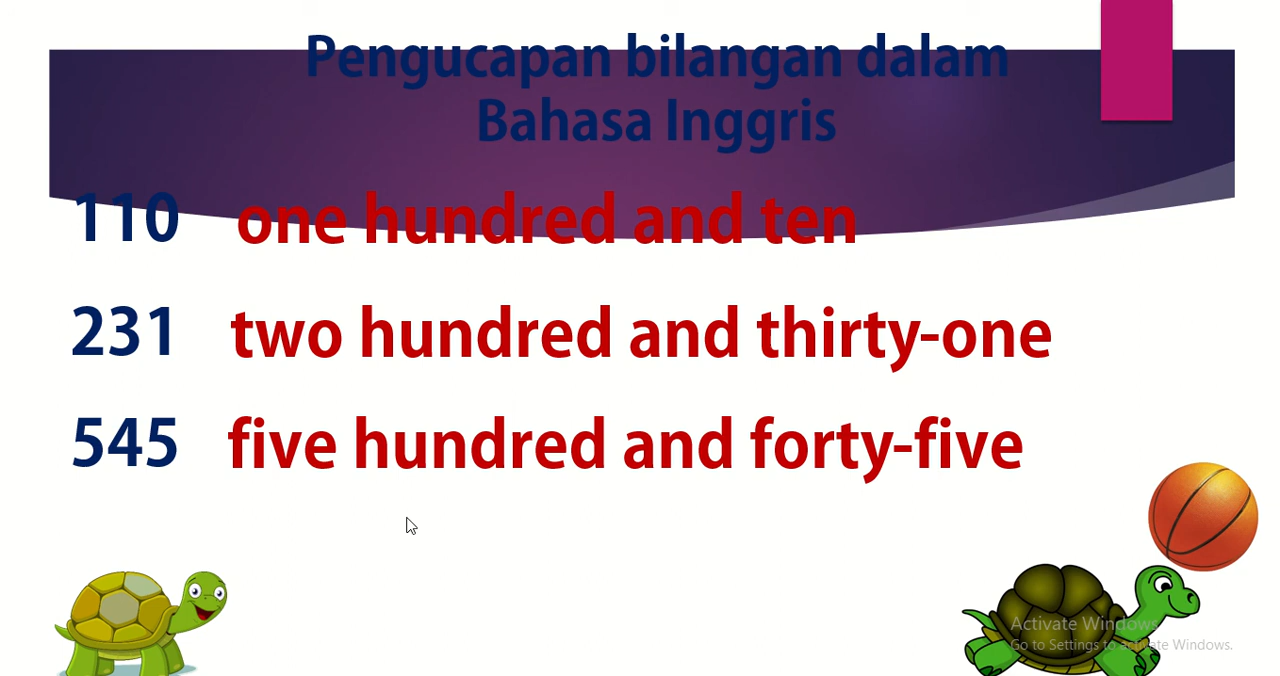 Pengucapan bilangan dalam
Bahasa Inggris
110 one hundred and ten
231 two hundred and thirty-one
545 five hundred and forty-five
Activate Windows
Go to Settings to activate Windows.